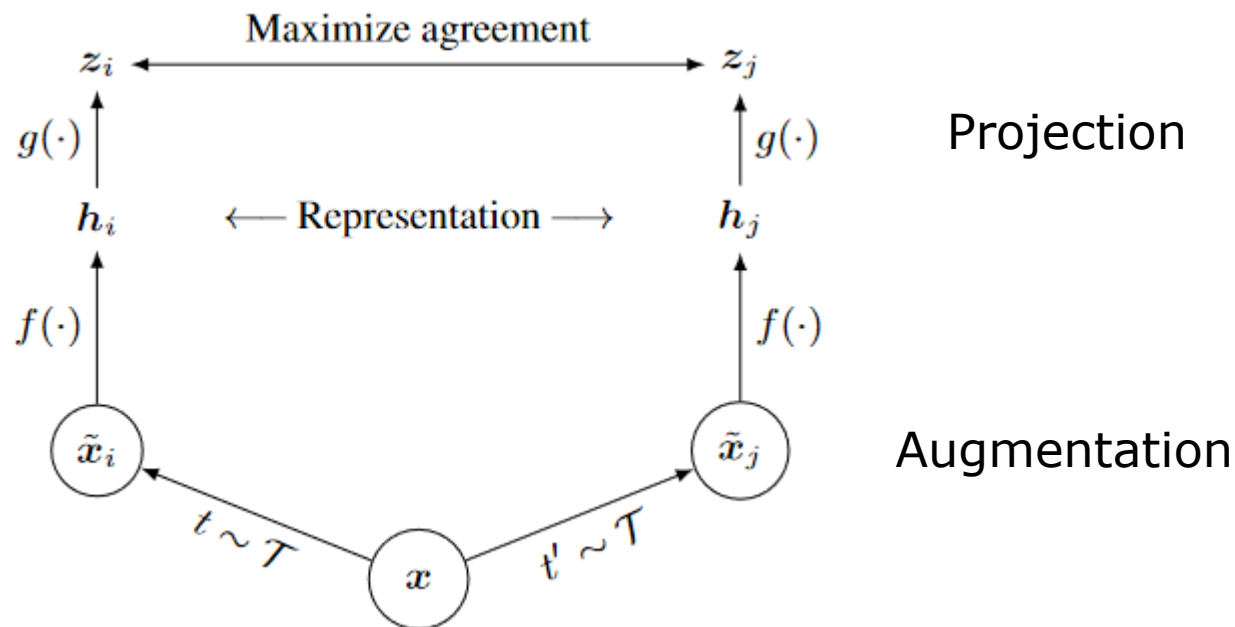 Maximize agreement
z_i z_j
g(·) g(·) Projection
h_i ← Representation → h_j
f(·) f(·)
x̃_i x̃_j Augmentation
t ~ 𝒯 t' ~ 𝒯
x